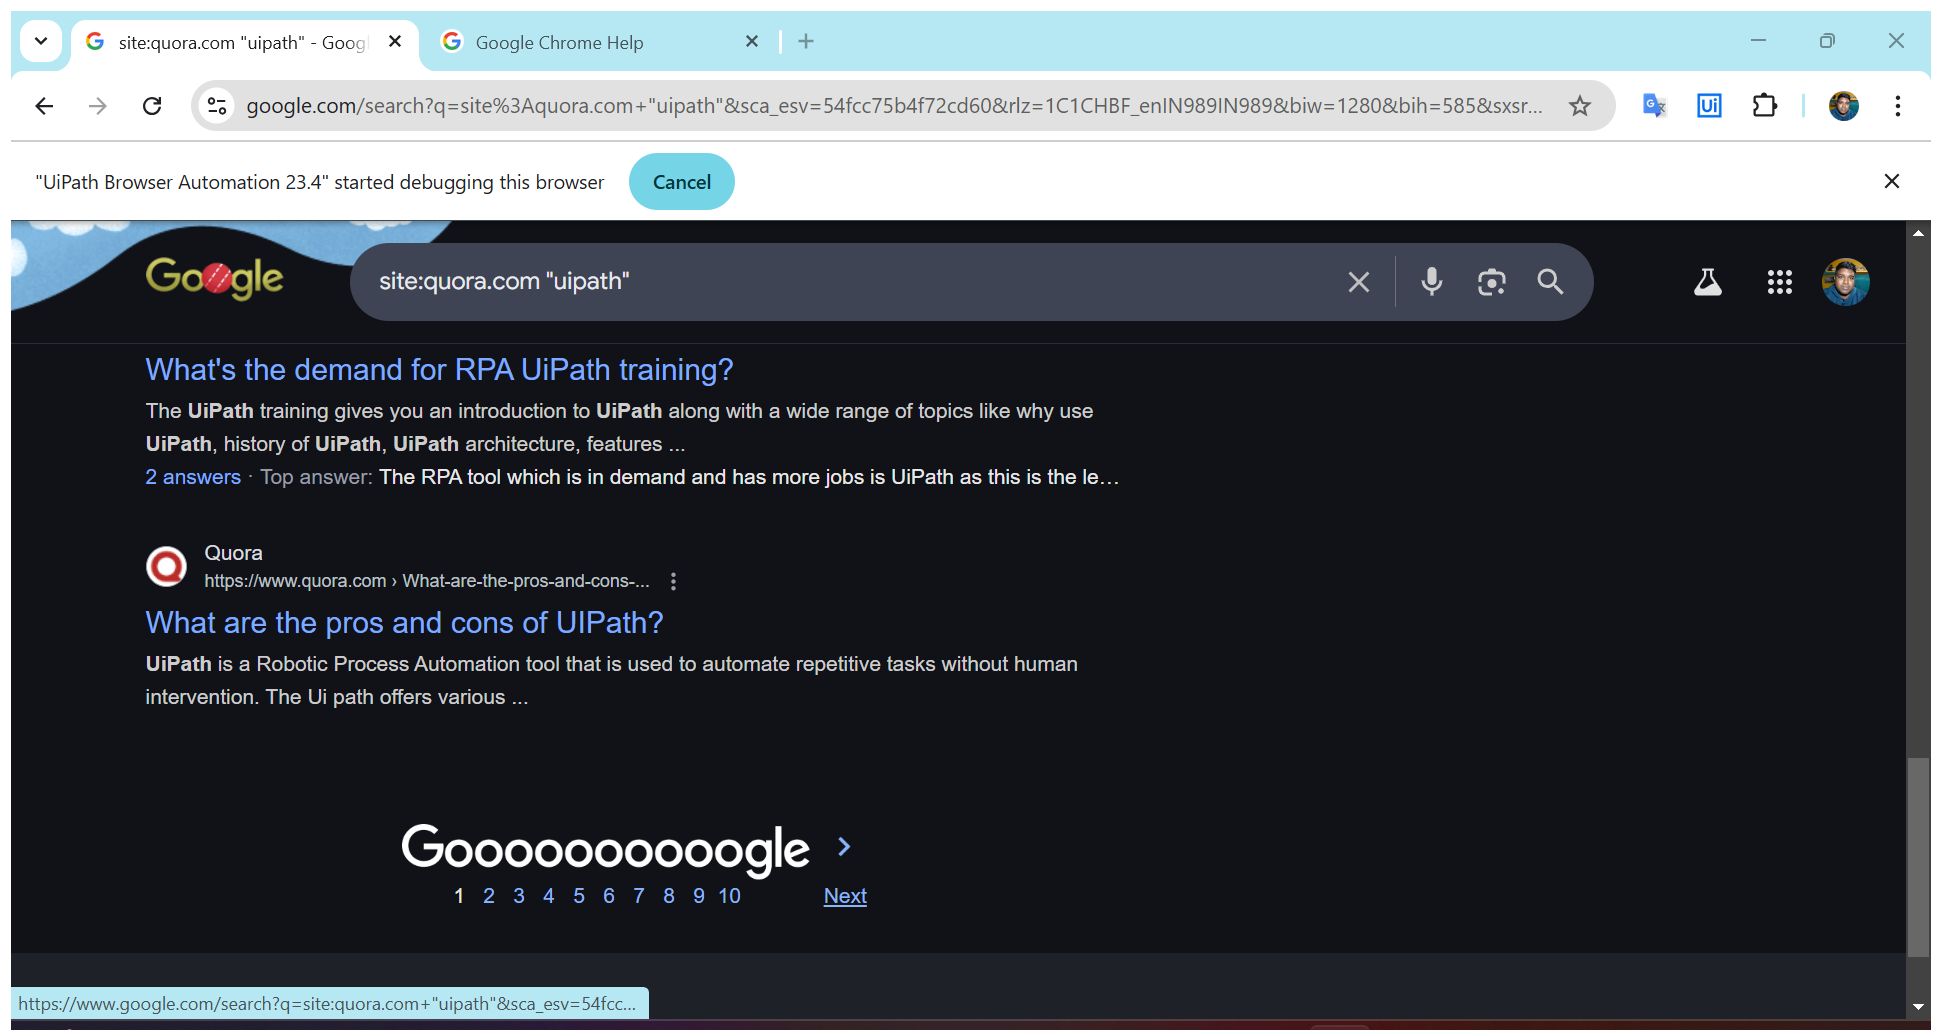 site:quora.com "uipath" - Goog
Google Chrome Help
google.com/search?q=site%3Aquora.com+"uipath"&sca_esv=54fcc75b4f72cd60&rlz=1C1CHBF_enIN989IN989&biw=1280&bih=585&sxsr...
Ui
"UiPath Browser Automation 23.4" started debugging this browser
Cancel
Google
site:quora.com "uipath"
What's the demand for RPA UiPath training?
The UiPath training gives you an introduction to UiPath along with a wide range of topics like why use
UiPath, history of UiPath, UiPath architecture, features ...
2 answers · Top answer: The RPA tool which is in demand and has more jobs is UiPath as this is the le…
Quora
https://www.quora.com › What-are-the-pros-and-cons-...
What are the pros and cons of UIPath?
UiPath is a Robotic Process Automation tool that is used to automate repetitive tasks without human
intervention. The Ui path offers various ...
Goooooooooogle
1 2 3 4 5 6 7 8 9 10 Next
https://www.google.com/search?q=site:quora.com+"uipath"&sca_esv=54fcc...